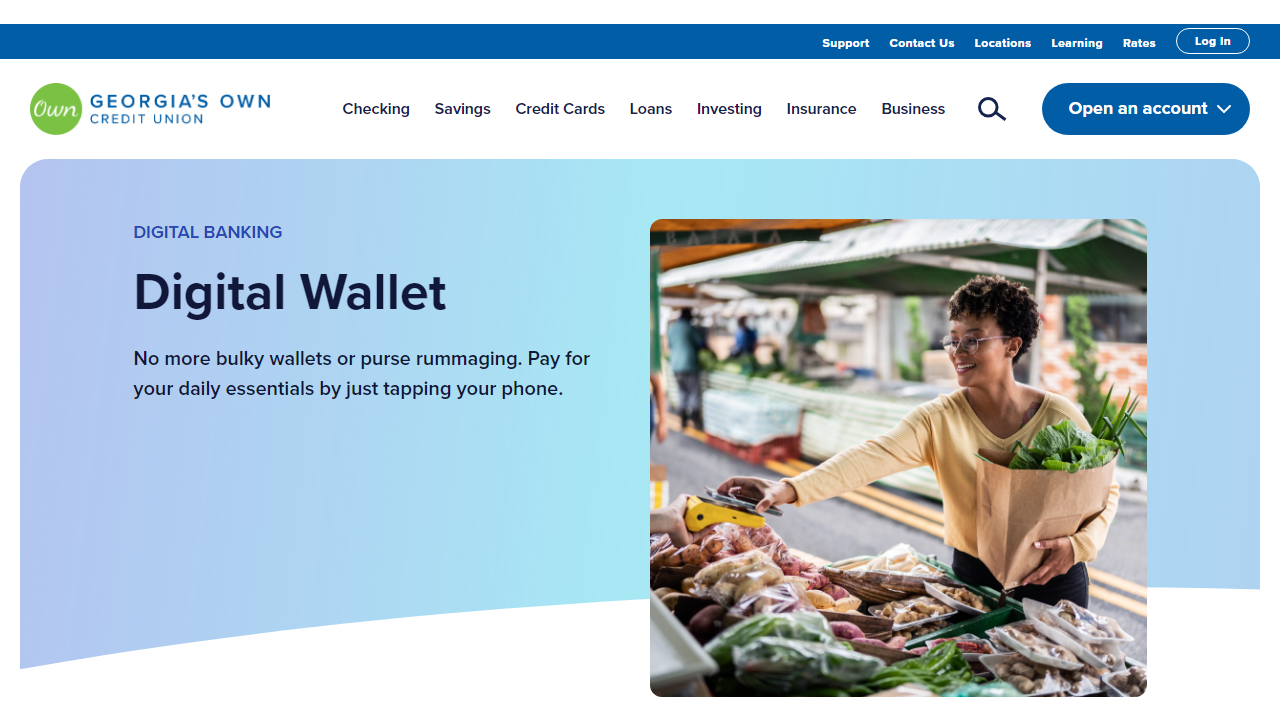 Support Contact Us Locations Learning Rates Log In
Own
GEORGIA'S OWN
CREDIT UNION
Checking Savings Credit Cards Loans Investing Insurance Business
Open an account
DIGITAL BANKING
Digital Wallet
No more bulky wallets or purse rummaging. Pay for
your daily essentials by just tapping your phone.